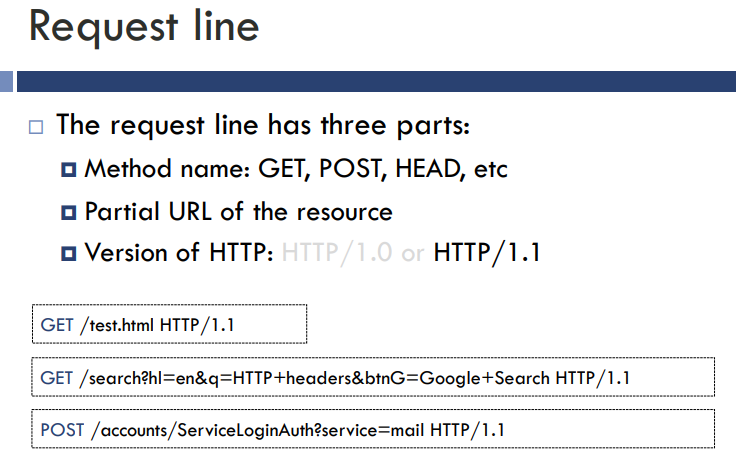 Request line
The request line has three parts:
Method name: GET, POST, HEAD, etc
Partial URL of the resource
Version of HTTP: HTTP/1.0 or HTTP/1.1
GET /test.html HTTP/1.1
GET /search?hl=en&q=HTTP+headers&btnG=Google+Search HTTP/1.1
POST /accounts/ServiceLoginAuth?service=mail HTTP/1.1